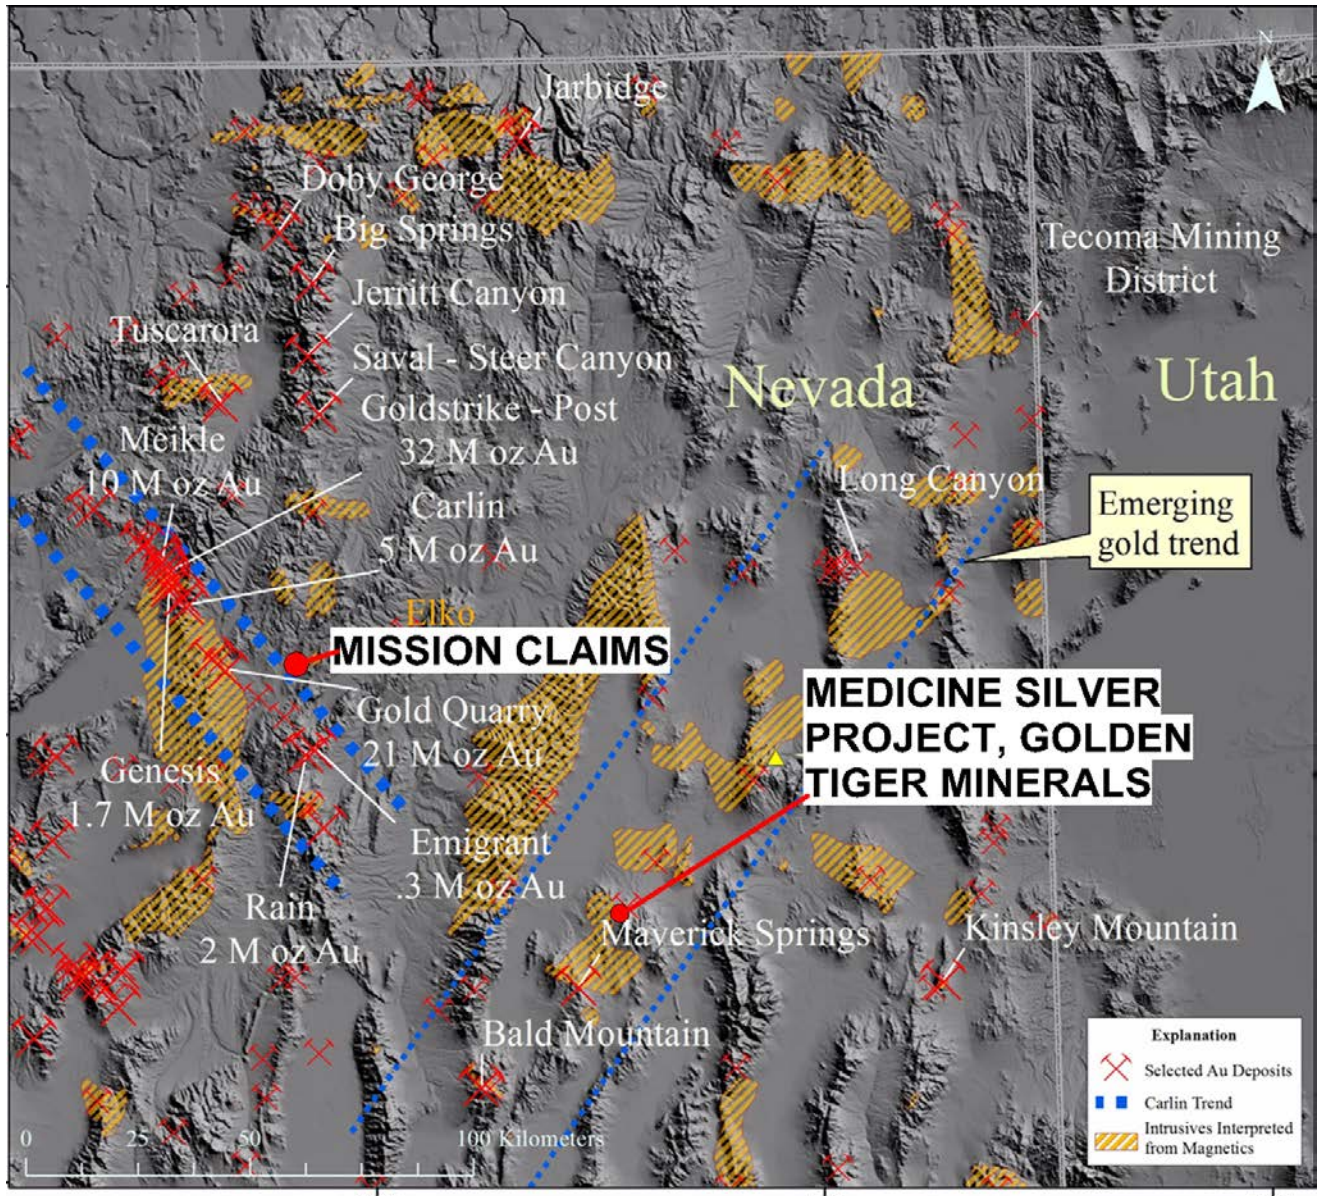 N
Jarbidge
Doby George
Big Springs
Tecoma Mining
District
Jerritt Canyon
Tuscarora
Saval - Steer Canyon
Nevada
Utah
Goldstrike - Post
32 M oz Au
Meikle
10 M oz Au
Long Canyon
Carlin
5 M oz Au
Emerging
gold trend
Elko
MISSION CLAIMS
MEDICINE SILVER
PROJECT, GOLDEN
TIGER MINERALS
Gold Quarry
21 M oz Au
Genesis
1.7 M oz Au
Emigrant
.3 M oz Au
Rain
2 M oz Au
Maverick Springs
Kinsley Mountain
Bald Mountain
Explanation
Selected Au Deposits
Carlin Trend
Intrusives Interpreted
from Magnetics
0 25 50 100 Kilometers